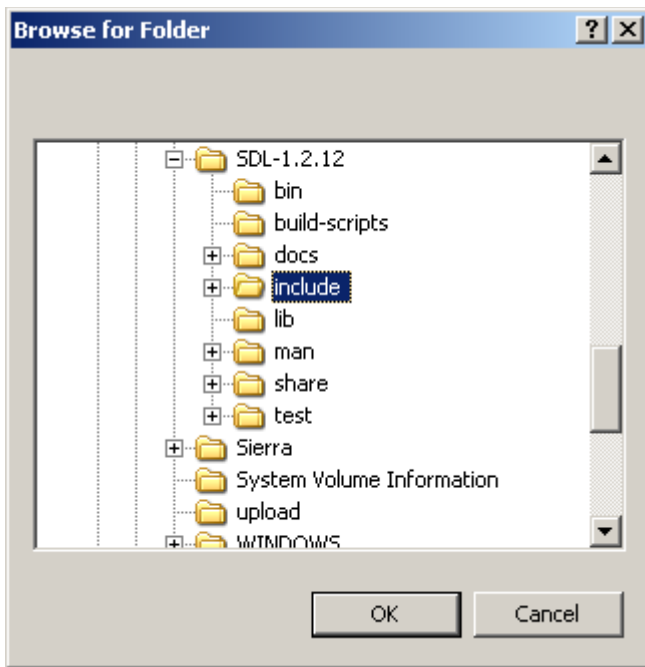 Browse for Folder
SDL-1.2.12
bin
build-scripts
docs
include
lib
man
share
test
Sierra
System Volume Information
upload
WINDOWS
OK Cancel